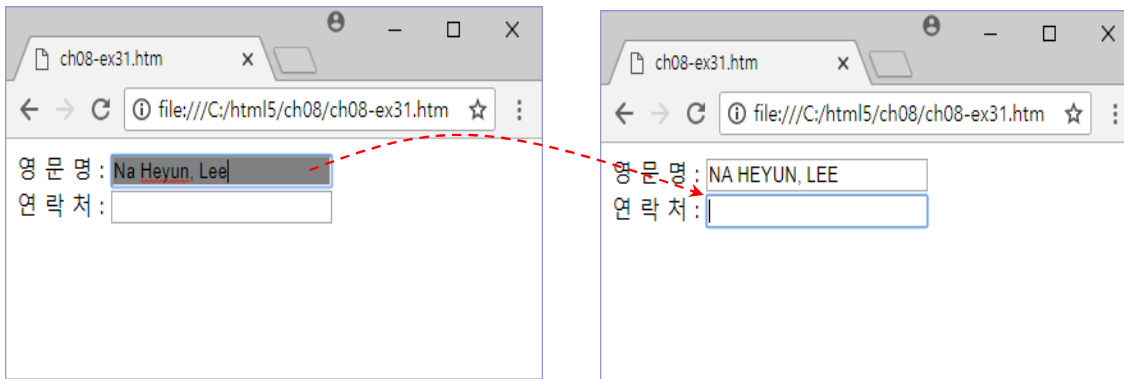 ch08-ex31.htm
file:///C:/html5/ch08/ch08-ex31.htm
영 문 명 : Na Heyun, Lee
연 락 처 :
ch08-ex31.htm
file:///C:/html5/ch08/ch08-ex31.htm
영 문 명 : NA HEYUN, LEE
연 락 처 :